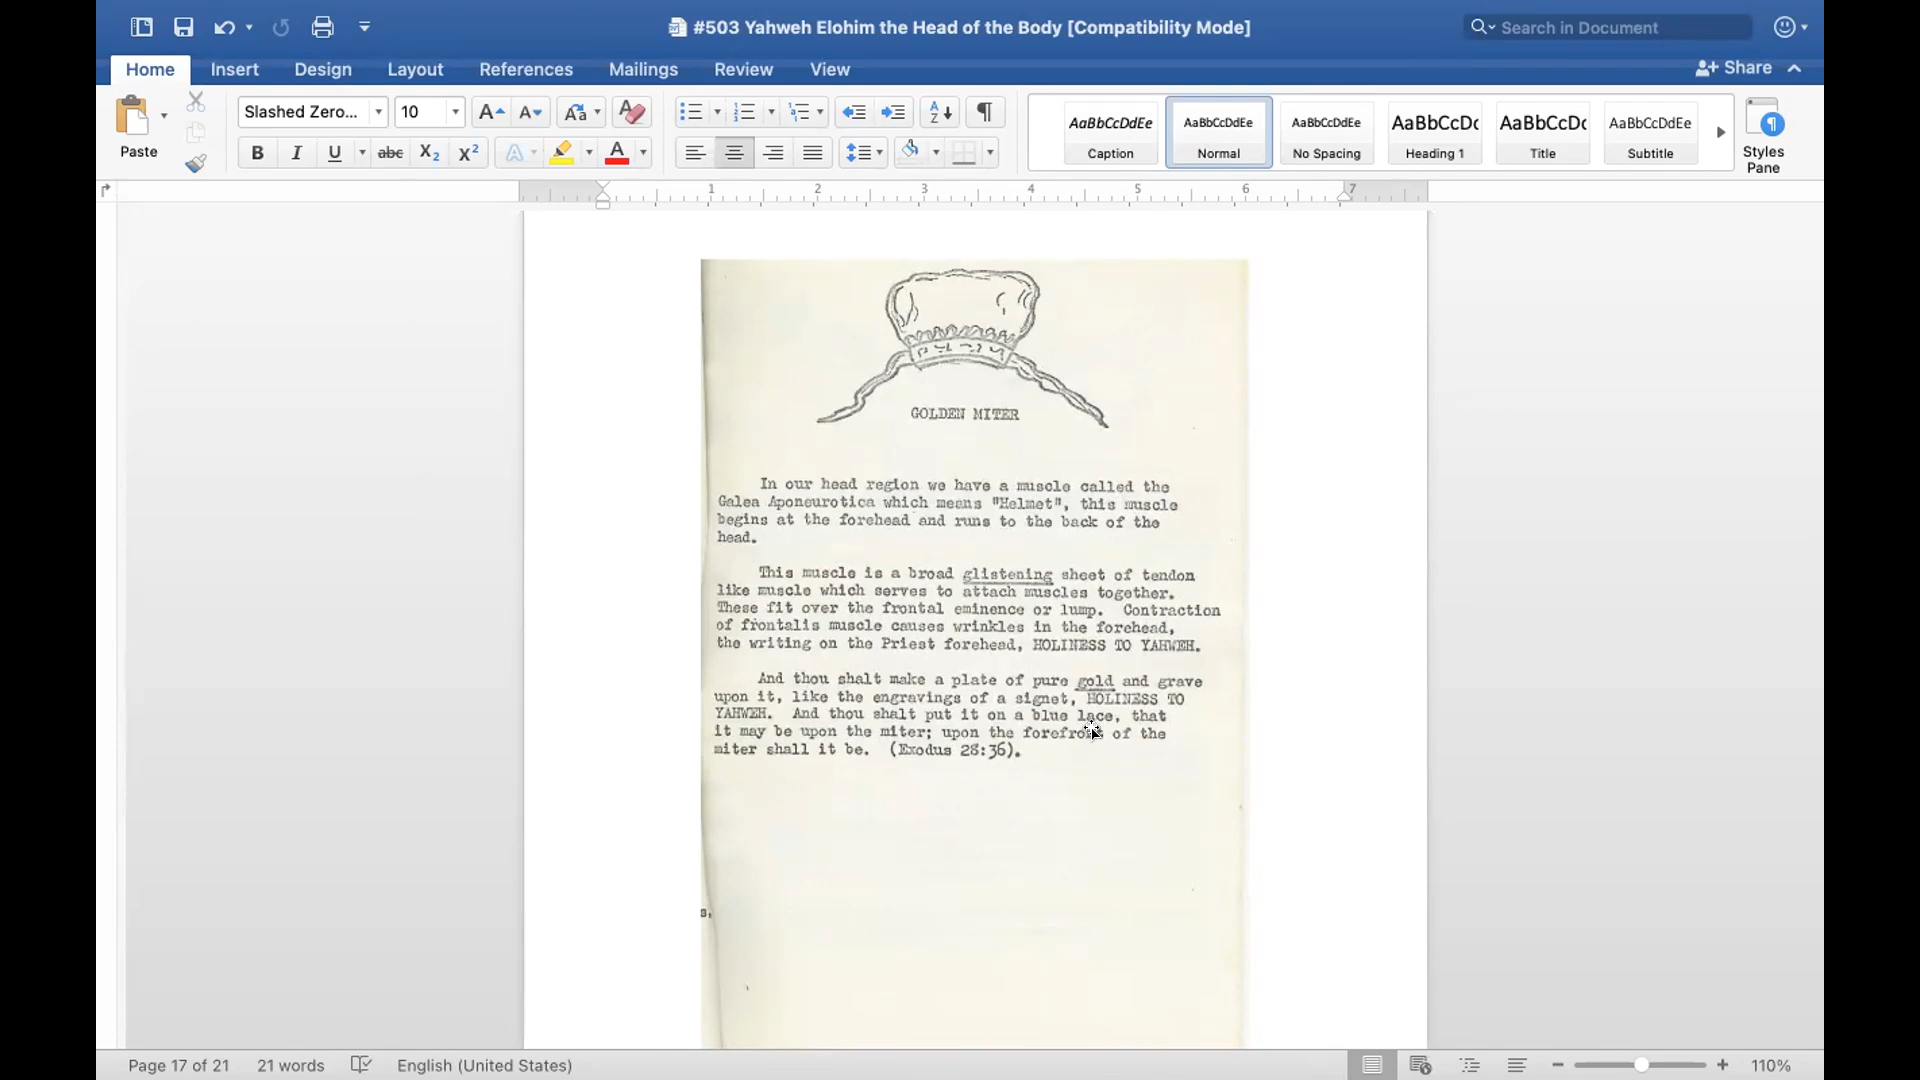 #503 Yahweh Elohim the Head of the Body [Compatibility Mode]
Search in Document
Home Insert Design Layout References Mailings Review View
Share
Paste
Slashed Zero... 10
AaBbCcDdEe AaBbCcDdEe AaBbCcDdEe AaBbCcDc AaBbCcDc AaBbCcDdEe
Caption Normal No Spacing Heading 1 Title Subtitle
Styles
Pane
1 2 3 4 5 6 7
GOLDEN MITER
In our head region we have a muscle called the
Galea Aponeurotica which means "Helmet", this muscle
begins at the forehead and runs to the back of the
head.
This muscle is a broad glistening sheet of tendon
like muscle which serves to attach muscles together.
These fit over the frontal eminence or lump. Contraction
of frontalis muscle causes wrinkles in the forehead,
the writing on the Priest forehead, HOLINESS TO YAHWEH.
And thou shalt make a plate of pure gold and grave
upon it, like the engravings of a signet, HOLINESS TO
YAHWEH. And thou shalt put it on a blue lace, that
it may be upon the miter; upon the forefront of the
miter shall it be. (Exodus 28:36).
s.
Page 17 of 21 21 words English (United States) 110%